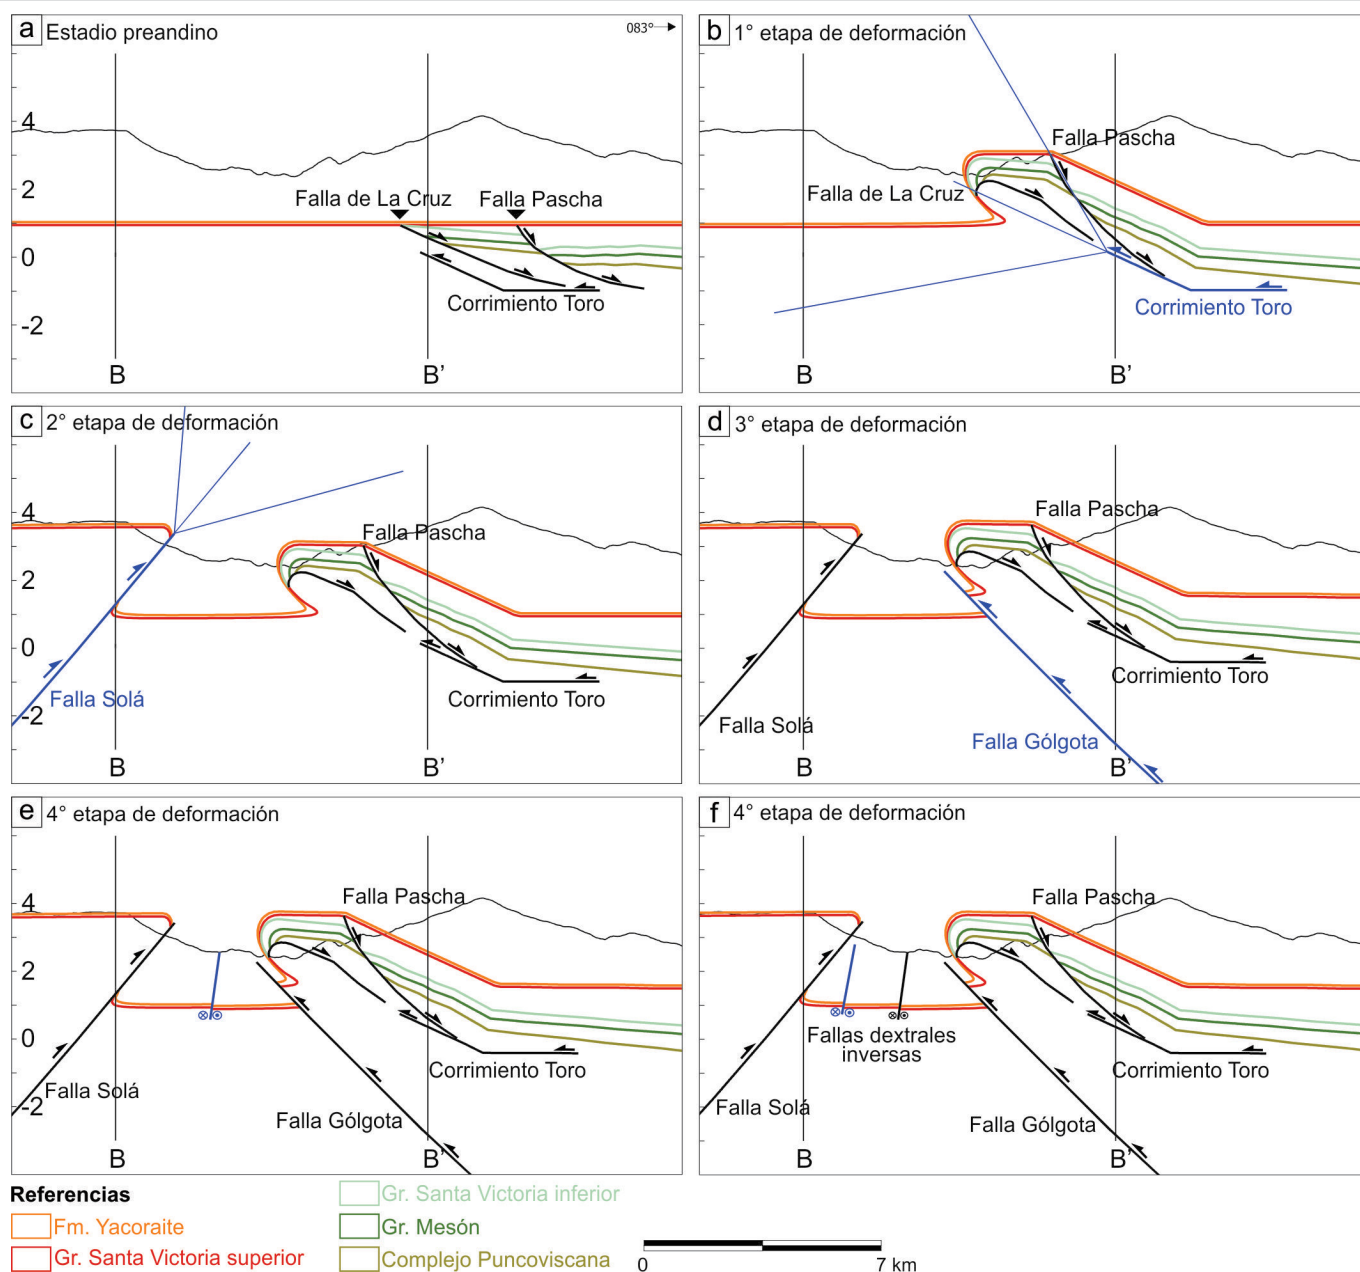 a Estadio preandino
083°
4
2
0
-2
Falla de La Cruz
Falla Pascha
Corrimiento Toro
B
B'
b 1° etapa de deformación
Falla Pascha
Falla de La Cruz
Corrimiento Toro
B
B'
c 2° etapa de deformación
4
2
0
-2
Falla Pascha
Falla Solá
Corrimiento Toro
B
B'
d 3° etapa de deformación
Falla Pascha
Corrimiento Toro
Falla Solá
Falla Gólgota
B
B'
e 4° etapa de deformación
4
2
0
-2
Falla Pascha
Corrimiento Toro
Falla Solá
Falla Gólgota
B
B'
f 4° etapa de deformación
Falla Pascha
Fallas dextrales
inversas
Corrimiento Toro
Falla Solá
Falla Gólgota
B
B'
Referencias
Fm. Yacoraite
Gr. Santa Victoria superior
Gr. Santa Victoria inferior
Gr. Mesón
Complejo Puncoviscana
0
7 km